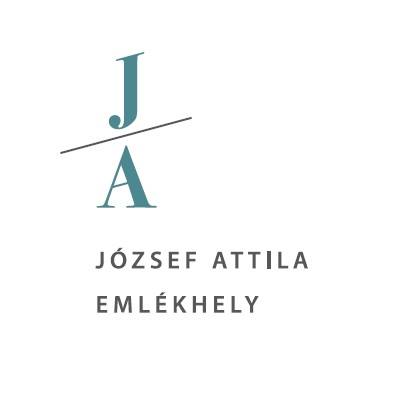 J
A
JÓZSEF ATTILA
EMLÉKHELY